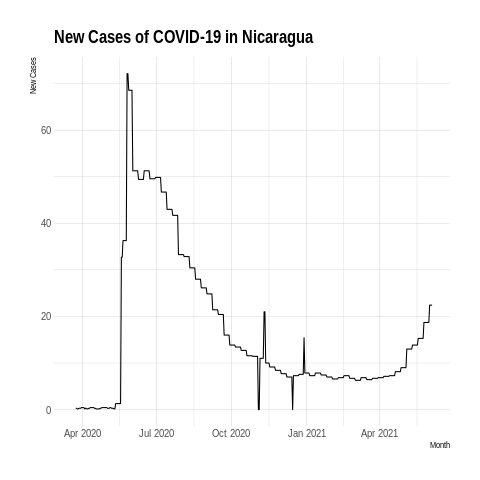 New Cases of COVID-19 in Nicaragua
New Cases
60
40
20
0
Apr 2020 Jul 2020 Oct 2020 Jan 2021 Apr 2021
Month